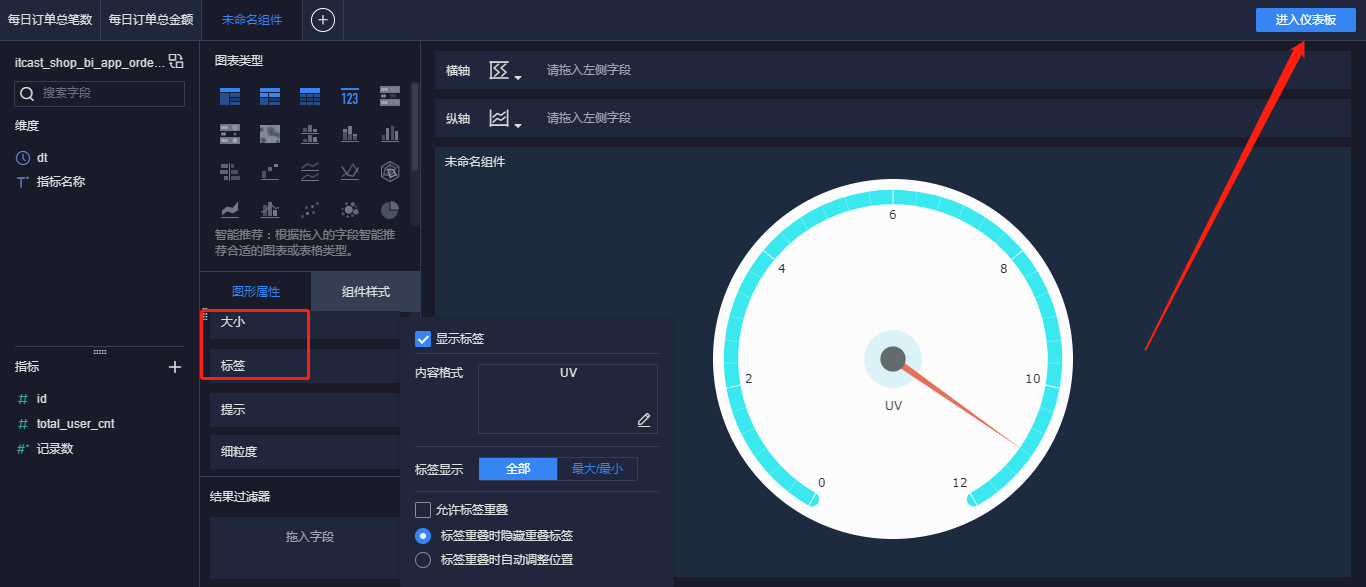 每日订单总笔数
每日订单总金额
未命名组件
进入仪表板
itcast_shop_bi_app_orde...
搜索字段
维度
dt
T 指标名称
指标
# id
# total_user_cnt
#* 记录数
图表类型
123
智能推荐：根据拖入的字段智能推
荐合适的图表或表格类型。
图形属性
组件样式
大小
标签
提示
细粒度
结果过滤器
拖入字段
横轴
请拖入左侧字段
纵轴
请拖入左侧字段
未命名组件
0
2
4
6
8
10
12
UV
显示标签
内容格式
UV
标签显示
全部
最大/最小
允许标签重叠
标签重叠时隐藏重叠标签
标签重叠时自动调整位置